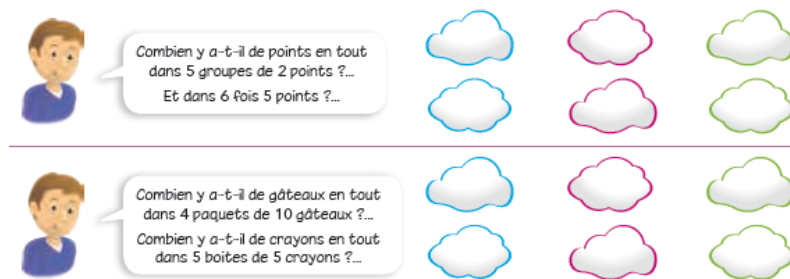 Combien y a-t-il de points en tout
dans 5 groupes de 2 points ?...
Et dans 6 fois 5 points ?...
Combien y a-t-il de gâteaux en tout
dans 4 paquets de 10 gâteaux ?...
Combien y a-t-il de crayons en tout
dans 5 boites de 5 crayons ?...